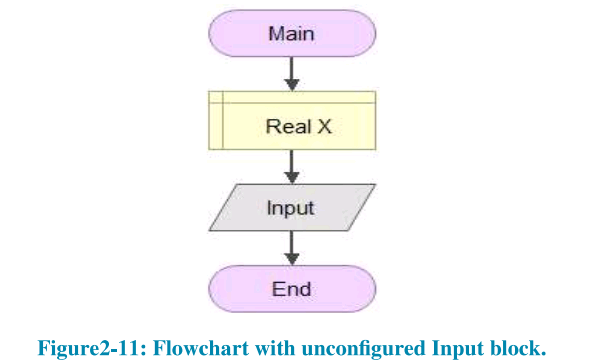 Main
Real X
Input
End
Figure2-11: Flowchart with unconfigured Input block.